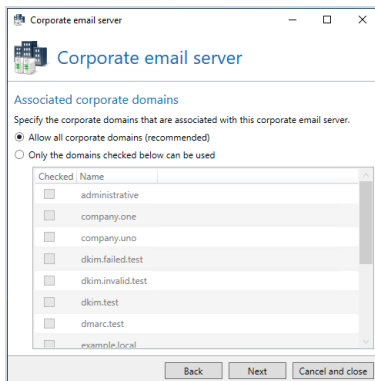 Corporate email server
Corporate email server
Associated corporate domains
Specify the corporate domains that are associated with this corporate email server.
Allow all corporate domains (recommended)
Only the domains checked below can be used
Checked Name
administrative
company.one
company.uno
dkim.failed.test
dkim.invalid.test
dkim.test
dmarc.test
example.local
Back Next Cancel and close